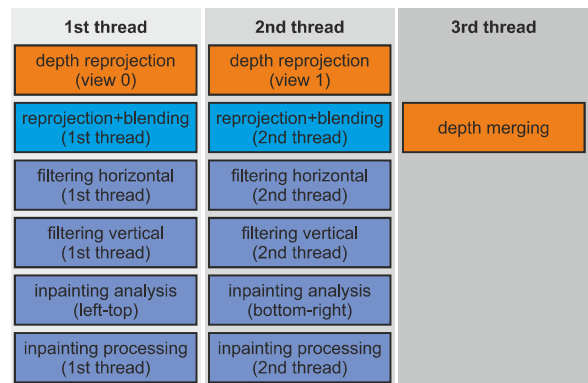 1st thread
2nd thread
3rd thread
depth reprojection
(view 0)
depth reprojection
(view 1)
reprojection+blending
(1st thread)
reprojection+blending
(2nd thread)
depth merging
filtering horizontal
(1st thread)
filtering horizontal
(2nd thread)
filtering vertical
(1st thread)
filtering vertical
(2nd thread)
inpainting analysis
(left-top)
inpainting analysis
(bottom-right)
inpainting processing
(1st thread)
inpainting processing
(2nd thread)